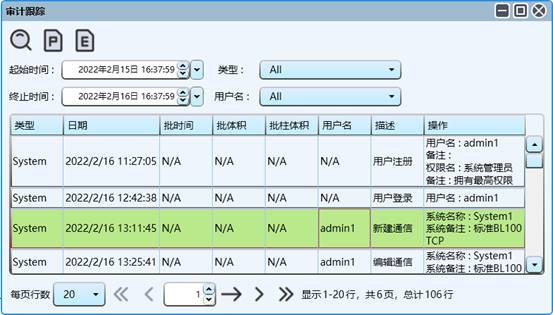 审计跟踪
P E
起始时间： 2022年2月15日 16:37:59 类型： All
终止时间： 2022年2月16日 16:37:59 用户名： All
类型 日期 批时间 批体积 批柱体积 用户名 描述 操作
System 2022/2/16 11:27:05 N/A N/A N/A N/A 用户注册 用户名：admin1
备注：
权限名：系统管理员
备注：拥有最高权限
System 2022/2/16 12:42:38 N/A N/A N/A N/A 用户登录 用户名：admin1
System 2022/2/16 13:11:45 N/A N/A N/A admin1 新建通信 系统名称：System1
系统备注：标准BL100
TCP
System 2022/2/16 13:25:41 N/A N/A N/A admin1 编辑通信 系统名称：System1
系统备注：标准BL100
每页行数 20 1 显示1-20行，共6页，总计106行